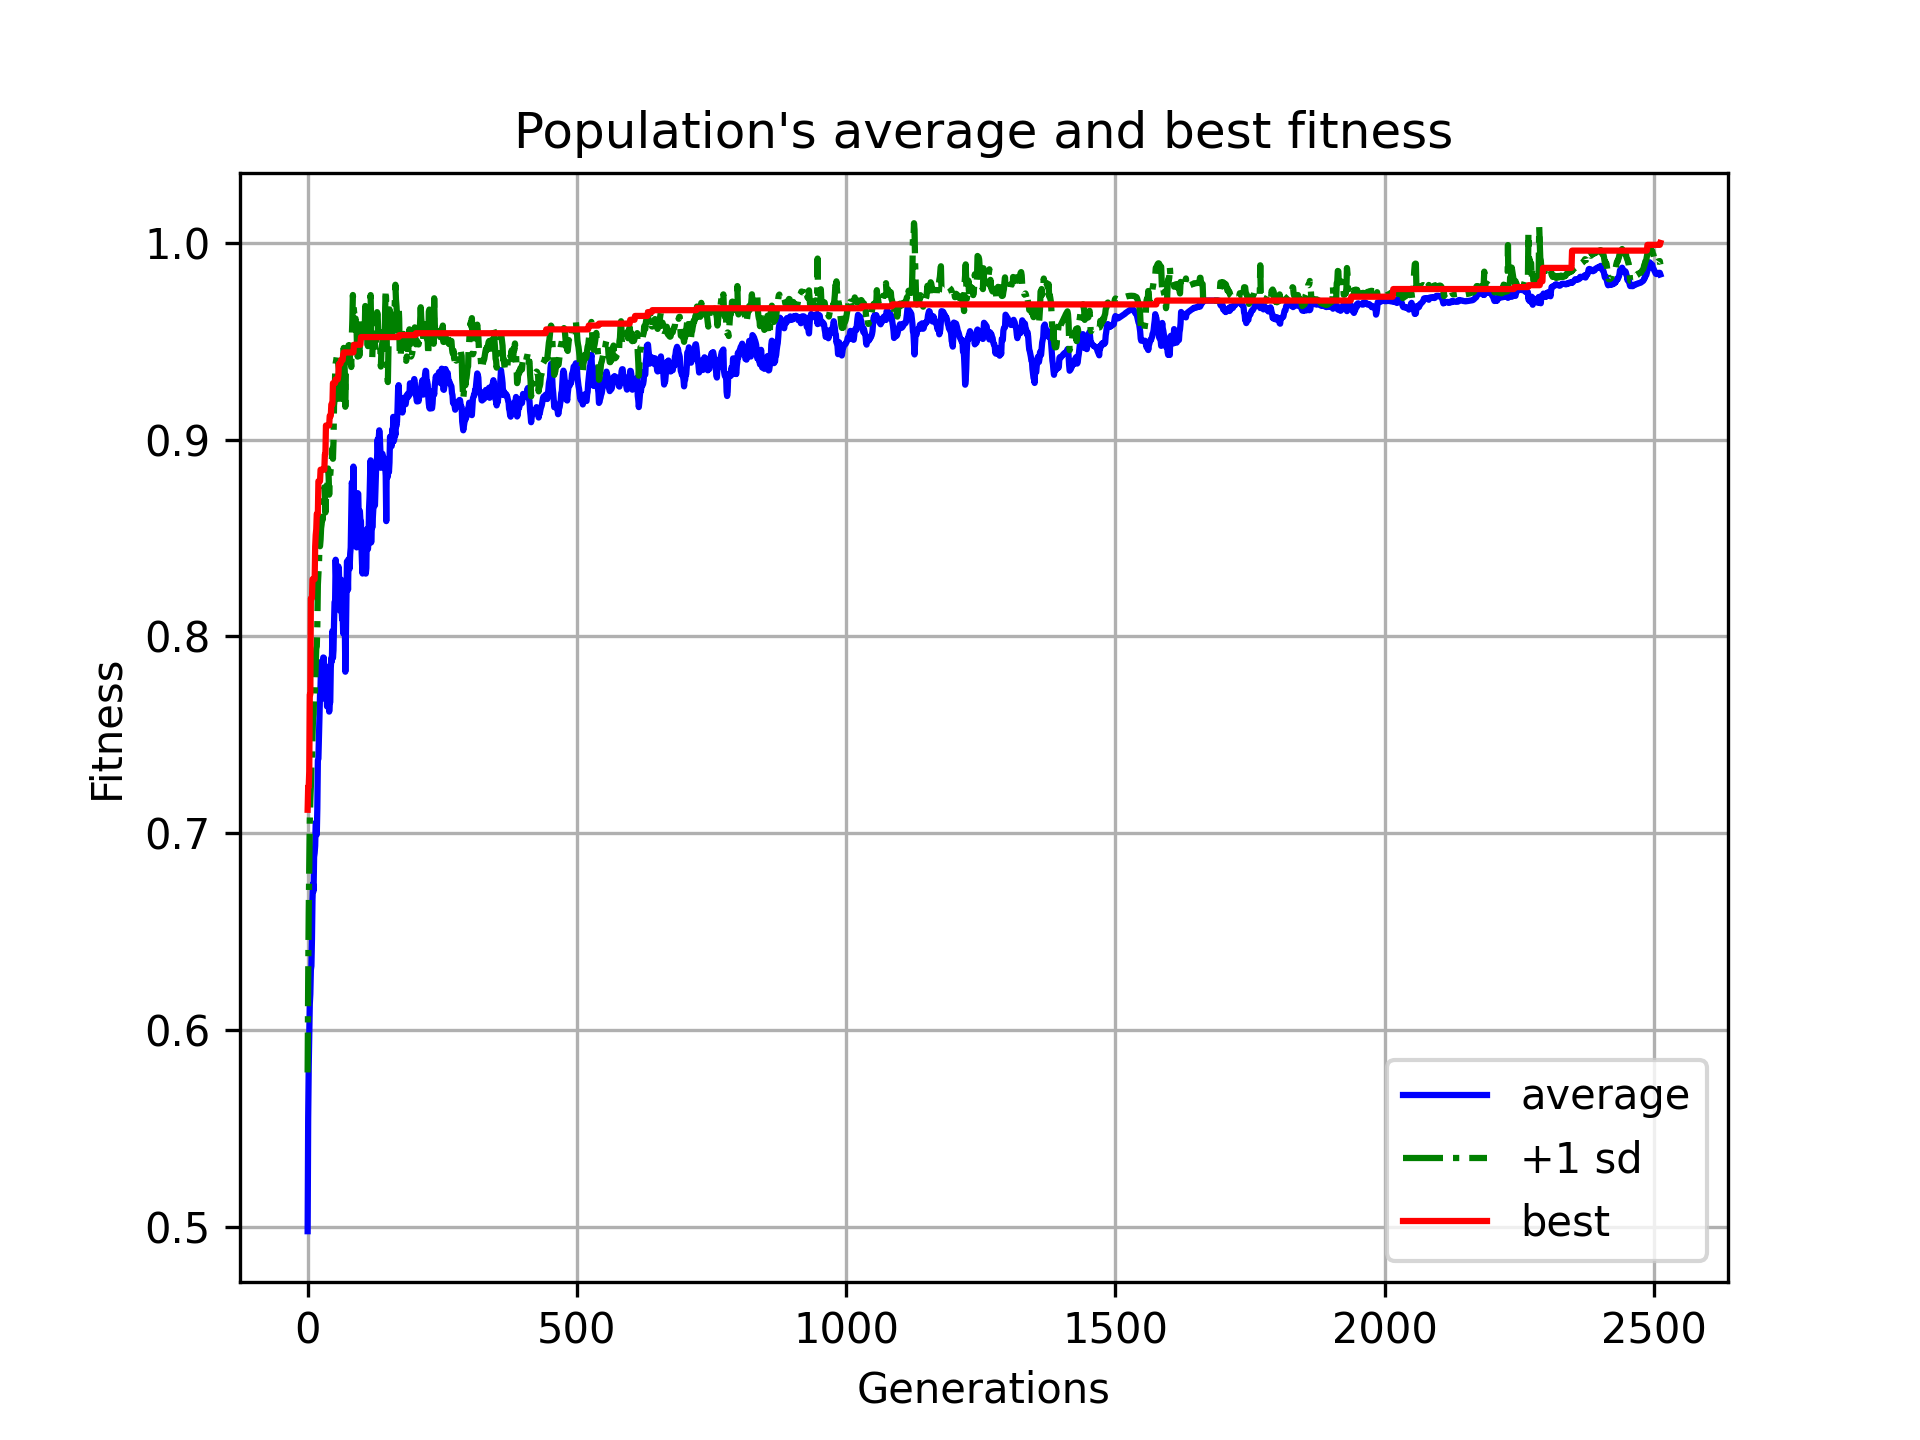 Population's average and best fitness
1.0
0.9
0.8
0.7
0.6
0.5
Fitness
average
+1 sd
best
0 500 1000 1500 2000 2500
Generations